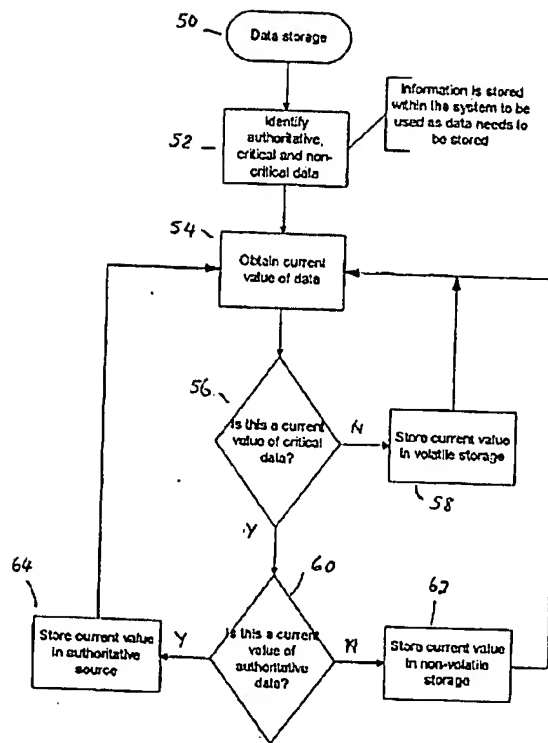 50
Data storage
Information is stored
within the system to be
used as data needs to
be stored
52
Identify
authoritative,
critical and non-
critical data
54
Obtain current
value of data
56
Is this a current
value of critical
data?
N
Store current value
in volatile storage
58
Y
64
60
62
Store current value
in authoritative
source
Y
Is this a current
value of
authoritative
data?
N
Store current value
in non-volatile
storage